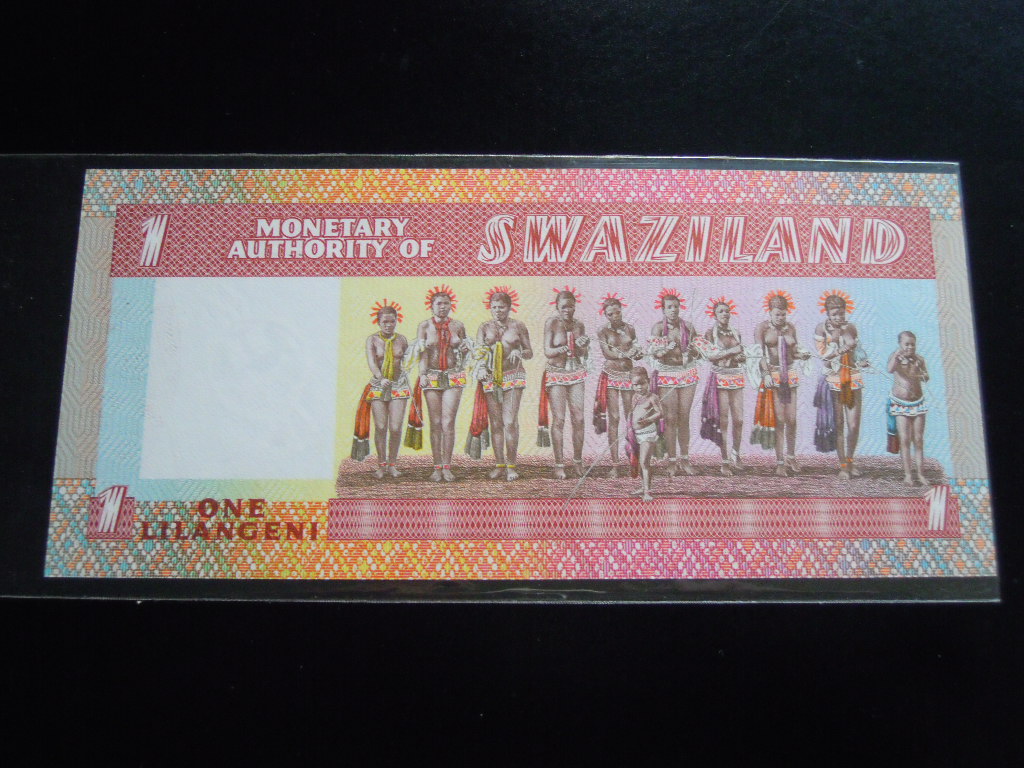 1
MONETARY
AUTHORITY OF
SWAZILAND
1
ONE
LILANGENI
1